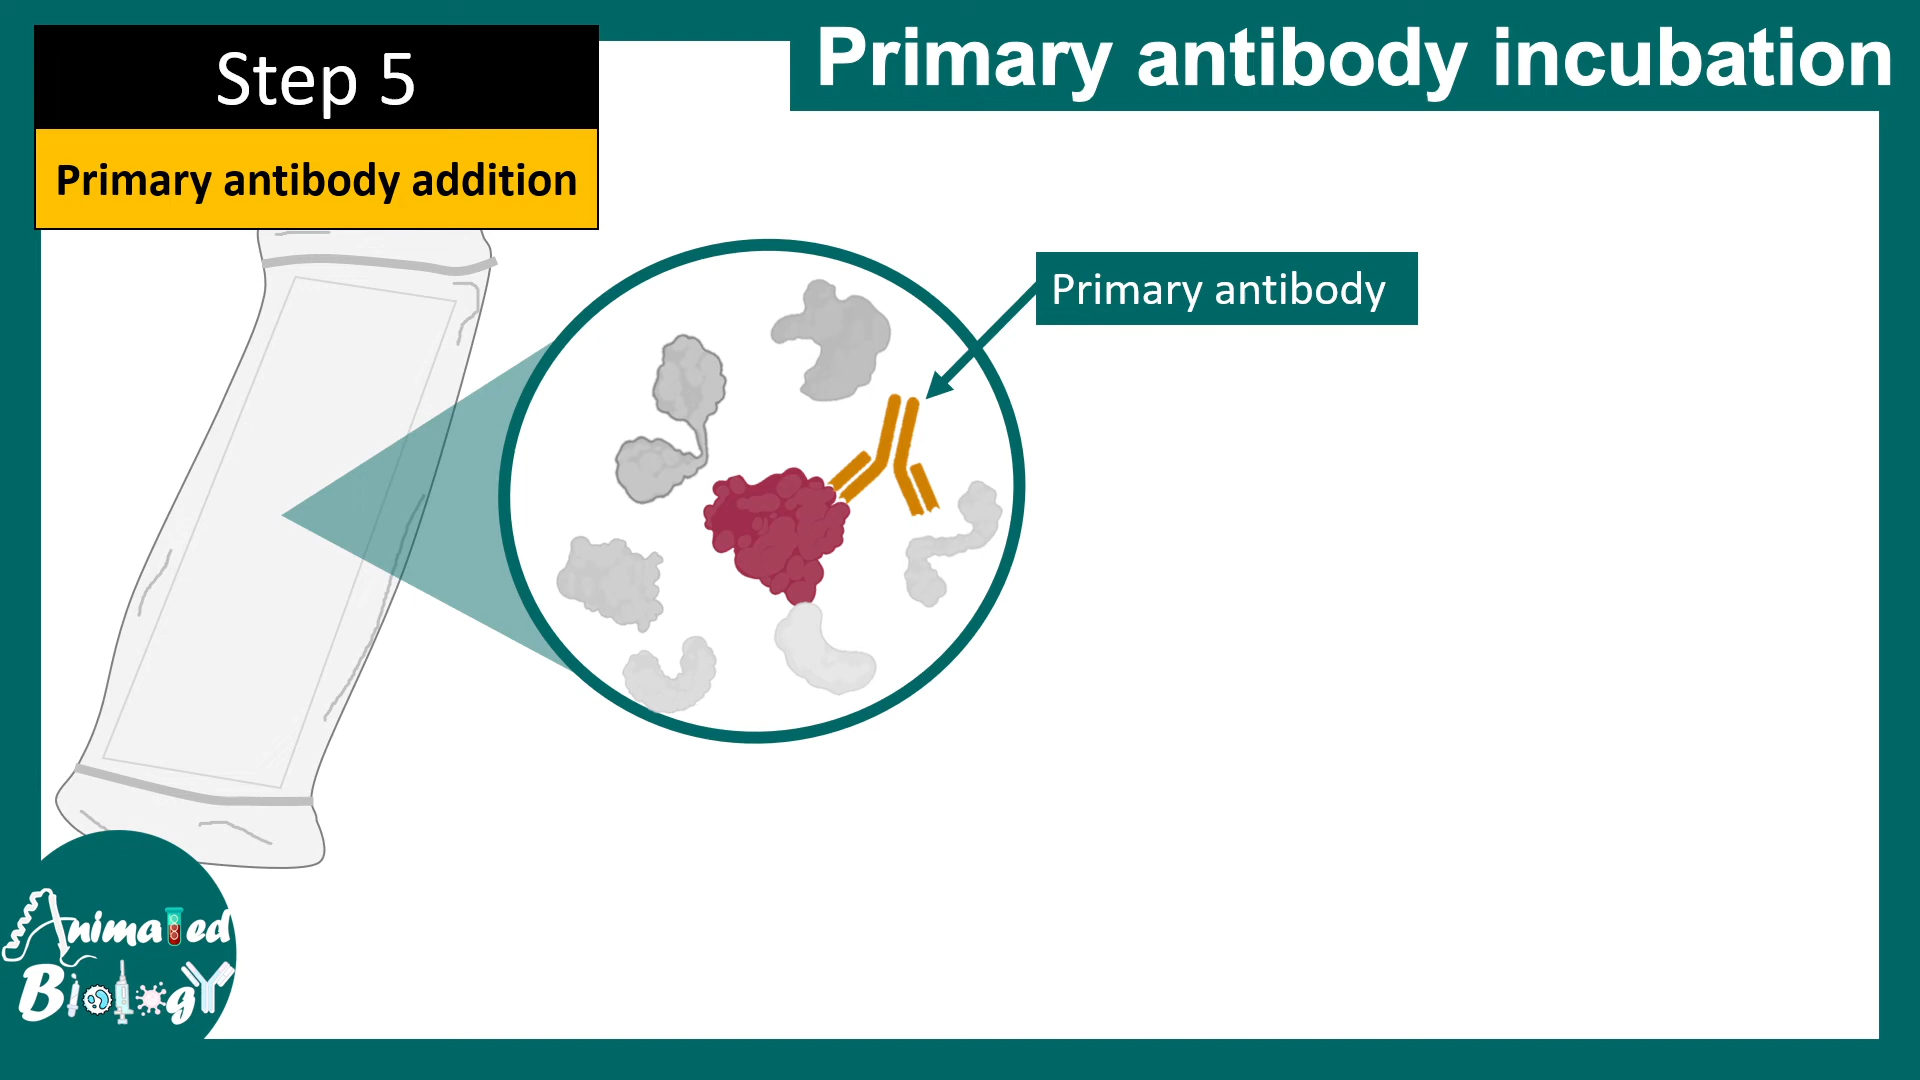 Step 5
Primary antibody incubation
Primary antibody addition
Primary antibody
Animated
Biology